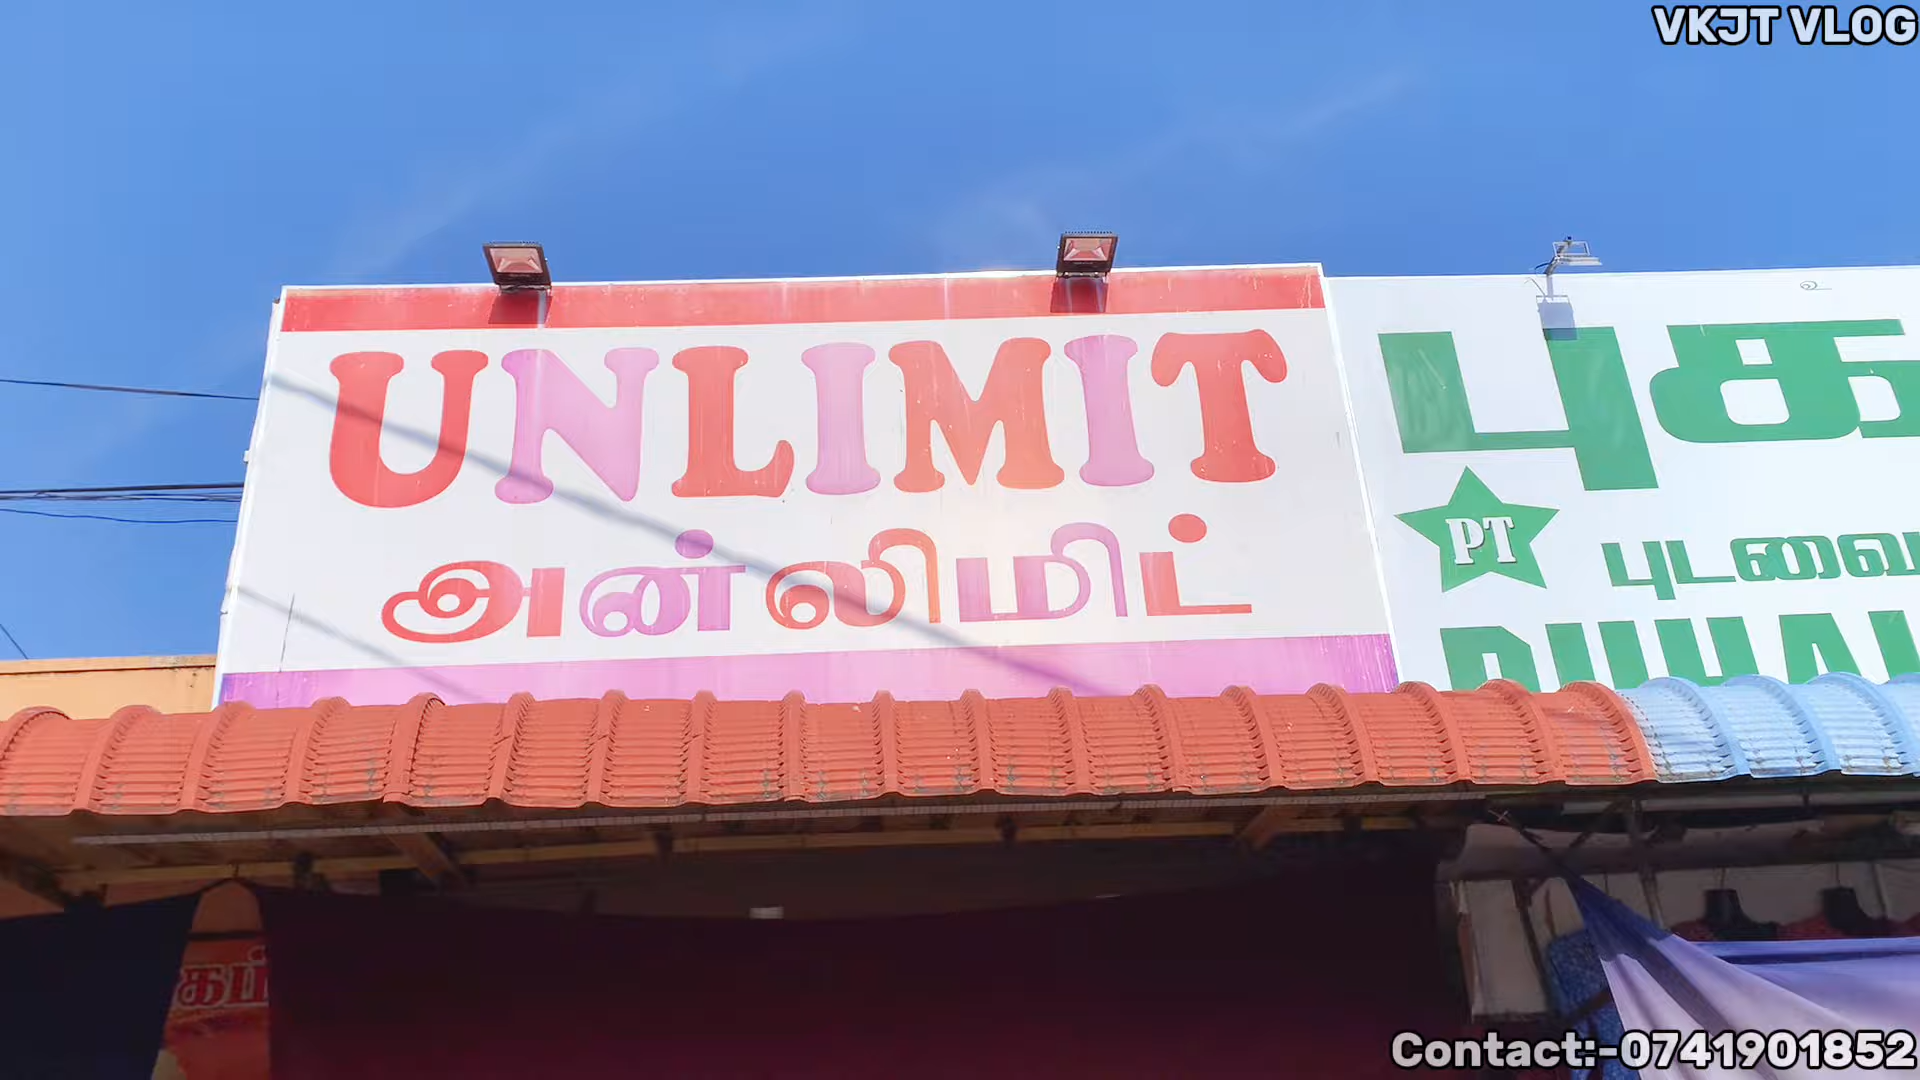 VKJT VLOG
UNLIMIT
அன்லிமிட்
புக
PT
புடவை
Contact:-0741901852